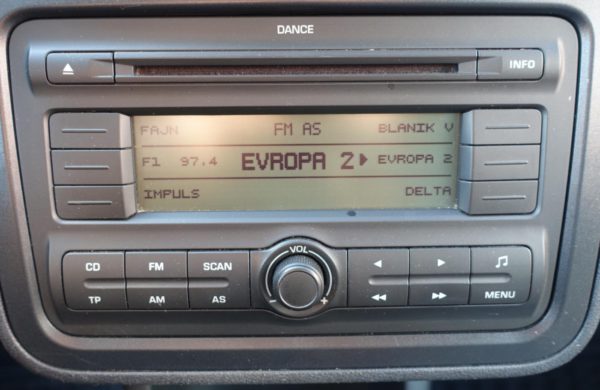 DANCE
INFO
FAJN FM AS BLANIK V
F1 97.4 EVROPA 2 EVROPA 2
IMPULS DELTA
VOL
CD FM SCAN
TP AM AS MENU